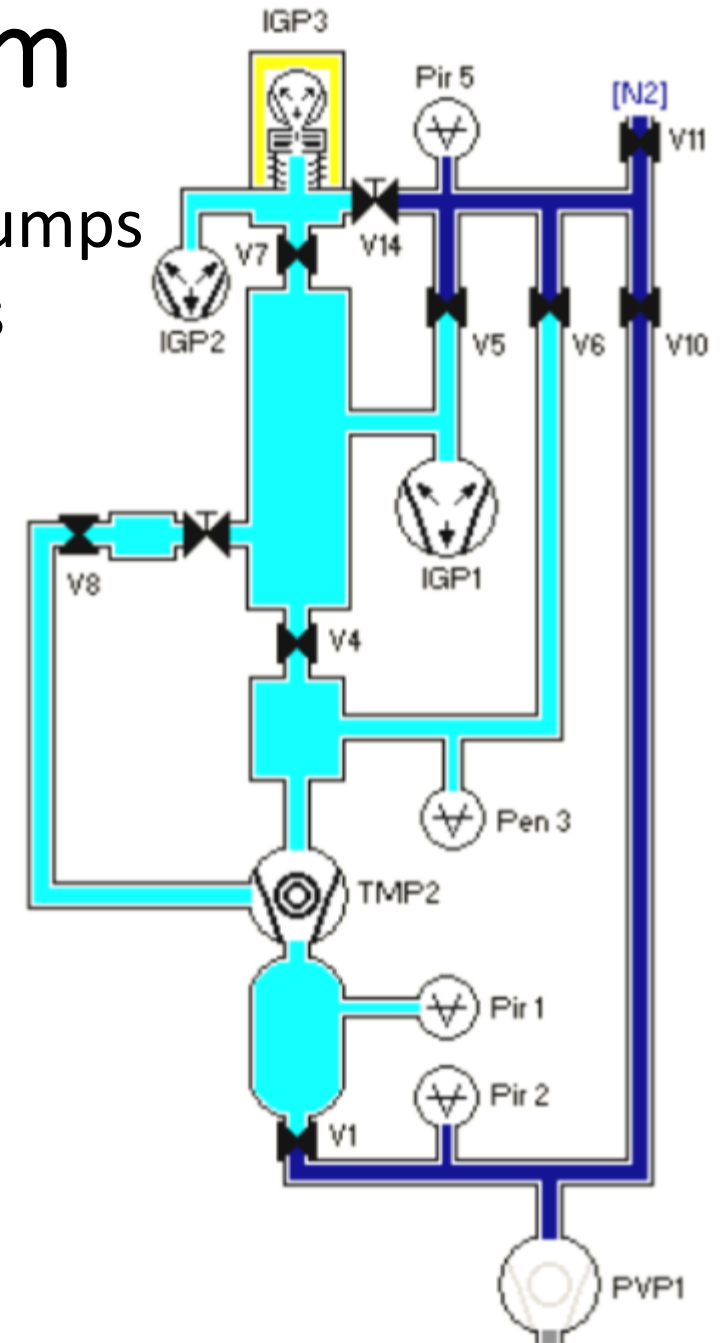 m
IGP3
Pir 5
[N2]
V11
umps
V7
V14
s
IGP2
V5
V6
V10
IGP1
V8
V4
Pen 3
TMP2
Pir 1
Pir 2
V1
PVP1